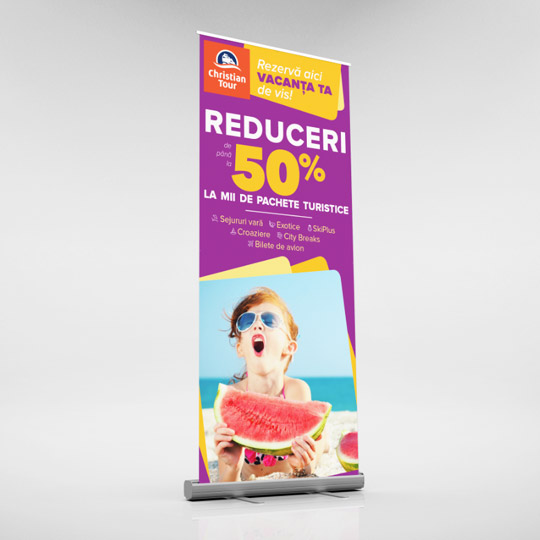 Christian
Tour
Rezervă aici
VACANȚA TA
de vis!
REDUCERI
de
până
la
50%
LA MII DE PACHETE TURISTICE
Sejururi vară Exotice SkiPlus
Croaziere City Breaks
Bilete de avion